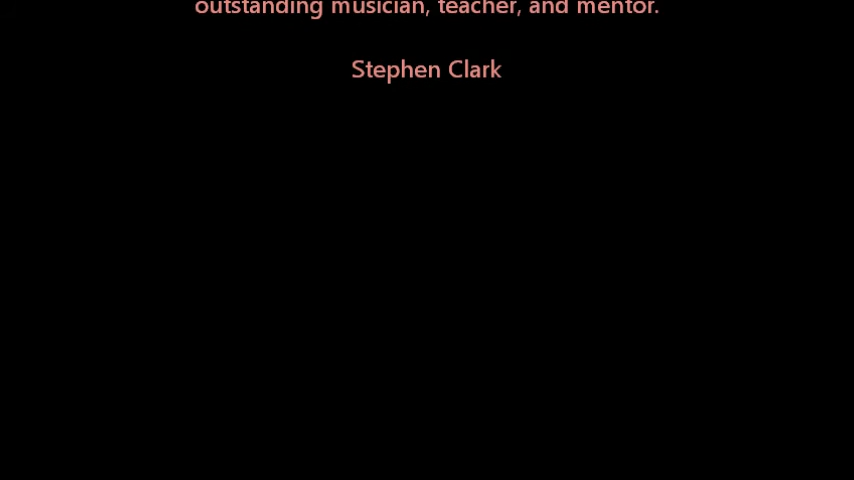 outstanding musician, teacher, and mentor.
Stephen Clark